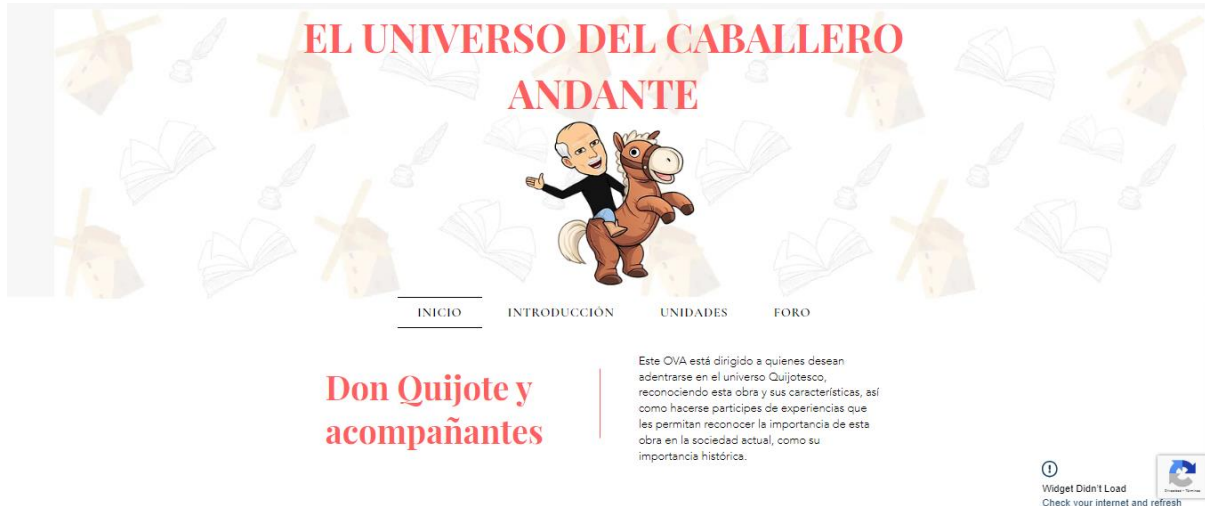 EL UNIVERSO DEL CABALLERO
ANDANTE
INICIO INTRODUCCIÒN UNIDADES FORO
Don Quijote y
acompañantes
Este OVA está dirigido a quienes desean
adentrarse en el universo Quijotesco,
reconociendo esta obra y sus características, así
como hacerse participes de experiencias que
les permitan reconocer la importancia de esta
obra en la sociedad actual, como su
importancia histórica.
Widget Didn't Load
Check your internet and refresh